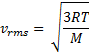 v_rms = √(3RT/M)